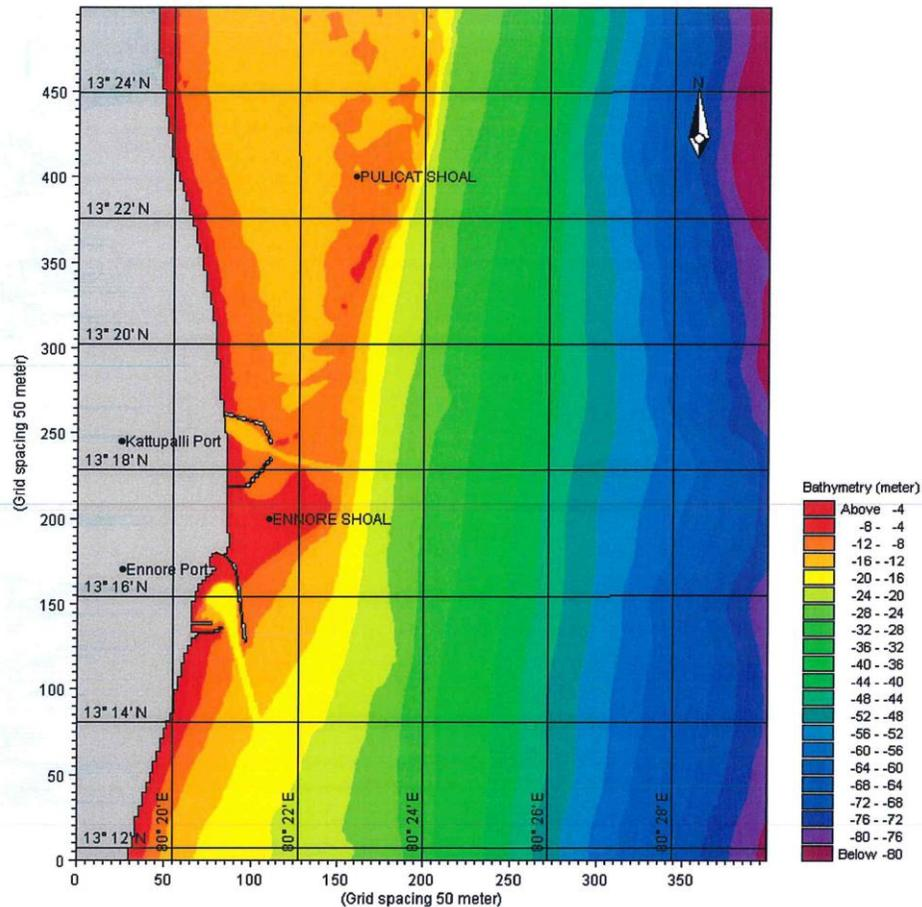 N
13° 24' N
PULICAT SHOAL
13° 22' N
13° 20' N
Kattupalli Port
13° 18' N
ENNORE SHOAL
Ennore Port
13° 16' N
13° 14' N
13° 12' N
80° 20' E
80° 22' E
80° 24' E
80° 26' E
80° 28' E
450
400
350
300
250
200
150
100
50
0
(Grid spacing 50 meter)
0 50 100 150 200 250 300 350
(Grid spacing 50 meter)
Bathymetry (meter)
Above -4
-8 - -4
-12 - -8
-16 - -12
-20 - -16
-24 - -20
-28 - -24
-32 - -28
-36 - -32
-40 - -36
-44 - -40
-48 - -44
-52 - -48
-56 - -52
-60 - -56
-64 - -60
-68 - -64
-72 - -68
-76 - -72
-80 - -76
Below -80